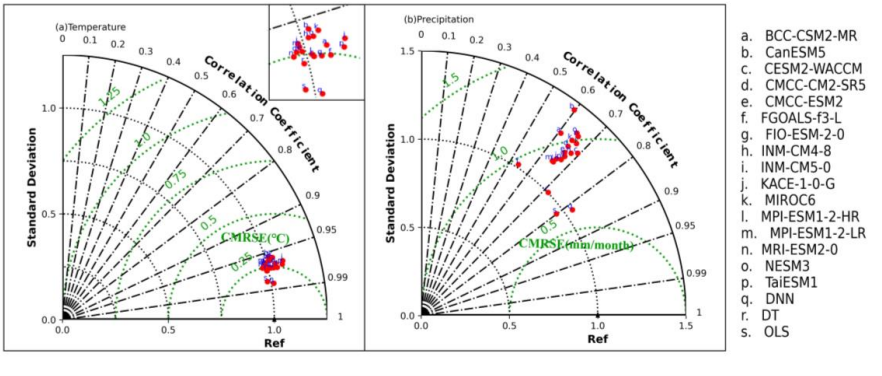 (a)Temperature
0 0.1 0.2 0.3 0.4 0.5 0.6 0.7 0.8 0.9 0.95 0.99 1
Correlation Coefficient
Standard Deviation
1.0
0.5
0.0
0.0 0.5 1.0
Ref
1.25
1.0
0.75
0.5
0.25
CMRSE(°C)
(b)Precipitation
0 0.1 0.2 0.3 0.4 0.5 0.6 0.7 0.8 0.9 0.95 0.99 1
Correlation Coefficient
Standard Deviation
1.5
1.0
0.5
0.0
0.0 0.5 1.0 1.5
Ref
1.5
1.0
0.5
CMRSE(mm/month)
a. BCC-CSM2-MR
b. CanESM5
c. CESM2-WACCM
d. CMCC-CM2-SR5
e. CMCC-ESM2
f. FGOALS-f3-L
g. FIO-ESM-2-0
h. INM-CM4-8
i. INM-CM5-0
j. KACE-1-0-G
k. MIROC6
l. MPI-ESM1-2-HR
m. MPI-ESM1-2-LR
n. MRI-ESM2-0
o. NESM3
p. TaiESM1
q. DNN
r. DT
s. OLS